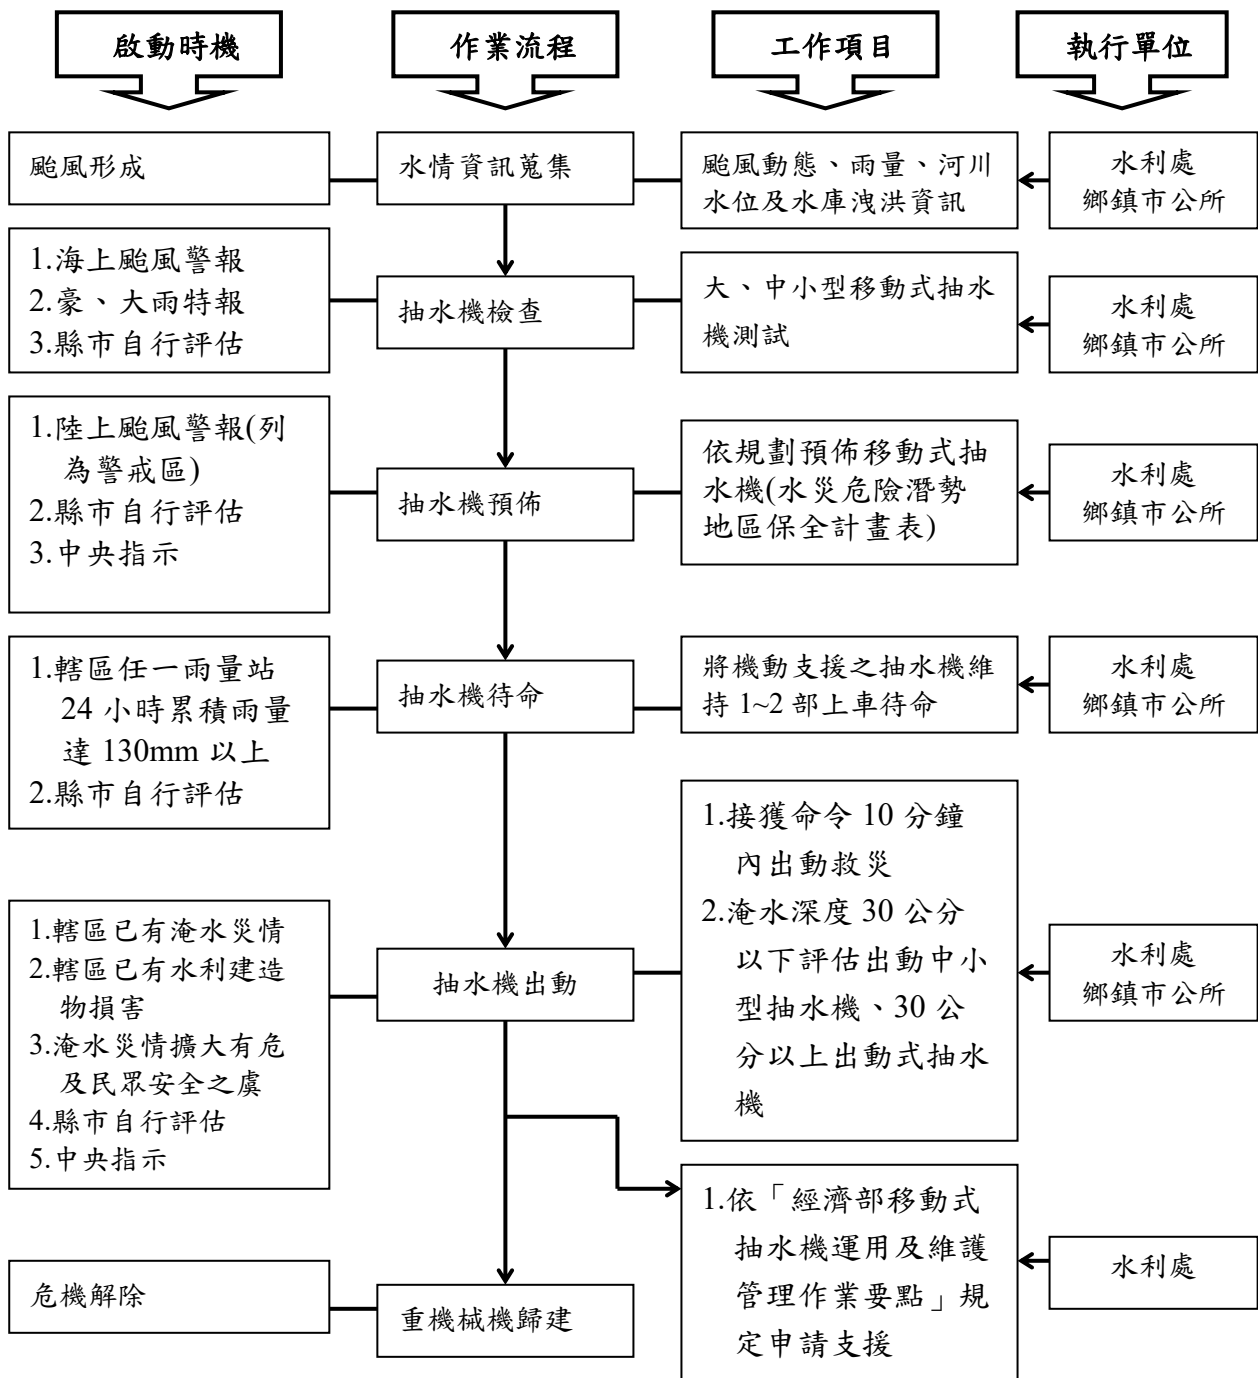 啟動時機
作業流程
工作項目
執行單位
颱風形成
水情資訊蒐集
颱風動態、雨量、河川
水位及水庫洩洪資訊
水利處
鄉鎮市公所
1.海上颱風警報
2.豪、大雨特報
3.縣市自行評估
抽水機檢查
大、中小型移動式抽水
機測試
水利處
鄉鎮市公所
1.陸上颱風警報(列
為警戒區)
2.縣市自行評估
3.中央指示
抽水機預佈
依規劃預佈移動式抽
水機(水災危險潛勢
地區保全計畫表)
水利處
鄉鎮市公所
1.轄區任一雨量站
24 小時累積雨量
達 130mm 以上
2.縣市自行評估
抽水機待命
將機動支援之抽水機維
持 1~2 部上車待命
水利處
鄉鎮市公所
1.轄區已有淹水災情
2.轄區已有水利建造
物損害
3.淹水災情擴大有危
及民眾安全之虞
4.縣市自行評估
5.中央指示
抽水機出動
1.接獲命令 10 分鐘
內出動救災
2.淹水深度 30 公分
以下評估出動中小
型抽水機、30 公
分以上出動式抽水
機
水利處
鄉鎮市公所
1.依「經濟部移動式
抽水機運用及維護
管理作業要點」規
定申請支援
水利處
危機解除
重機械機歸建